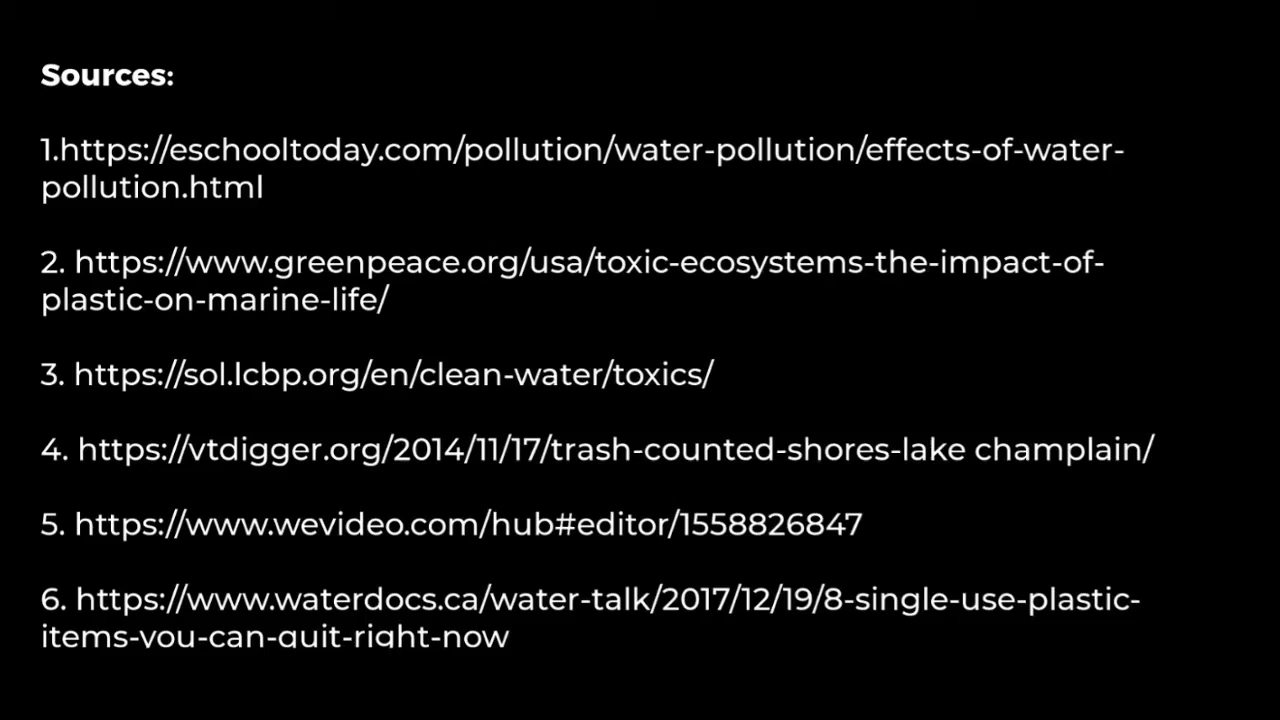 Sources:
1.https://eschooltoday.com/pollution/water-pollution/effects-of-water-
pollution.html
2. https://www.greenpeace.org/usa/toxic-ecosystems-the-impact-of-
plastic-on-marine-life/
3. https://sol.lcbp.org/en/clean-water/toxics/
4. https://vtdigger.org/2014/11/17/trash-counted-shores-lake champlain/
5. https://www.wevideo.com/hub#editor/1558826847
6. https://www.waterdocs.ca/water-talk/2017/12/19/8-single-use-plastic-
items-you-can-quit-right-now